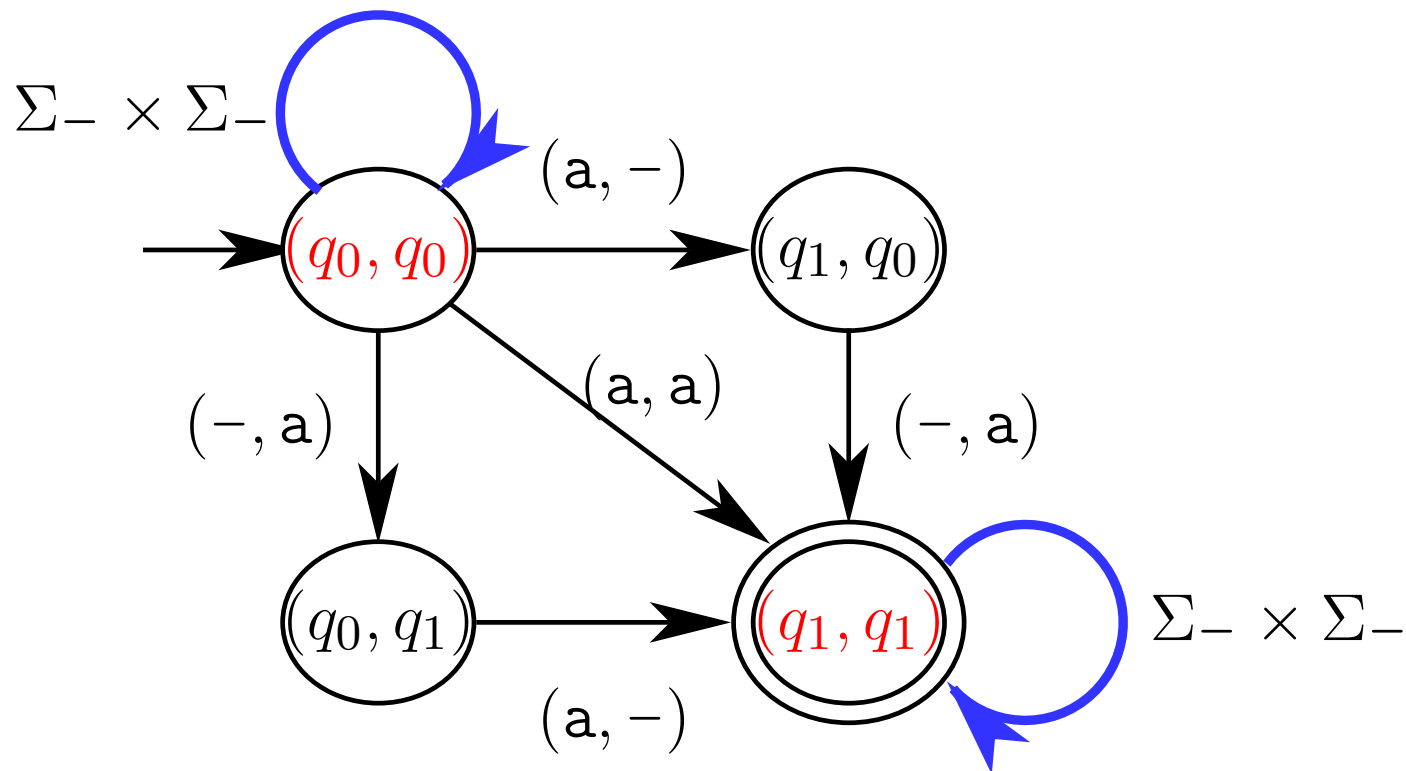 Σ₋ × Σ₋
(a, −)
(q₀, q₀)
(q₁, q₀)
(a, a)
(−, a)
(−, a)
(q₀, q₁)
(q₁, q₁)
Σ₋ × Σ₋
(a, −)